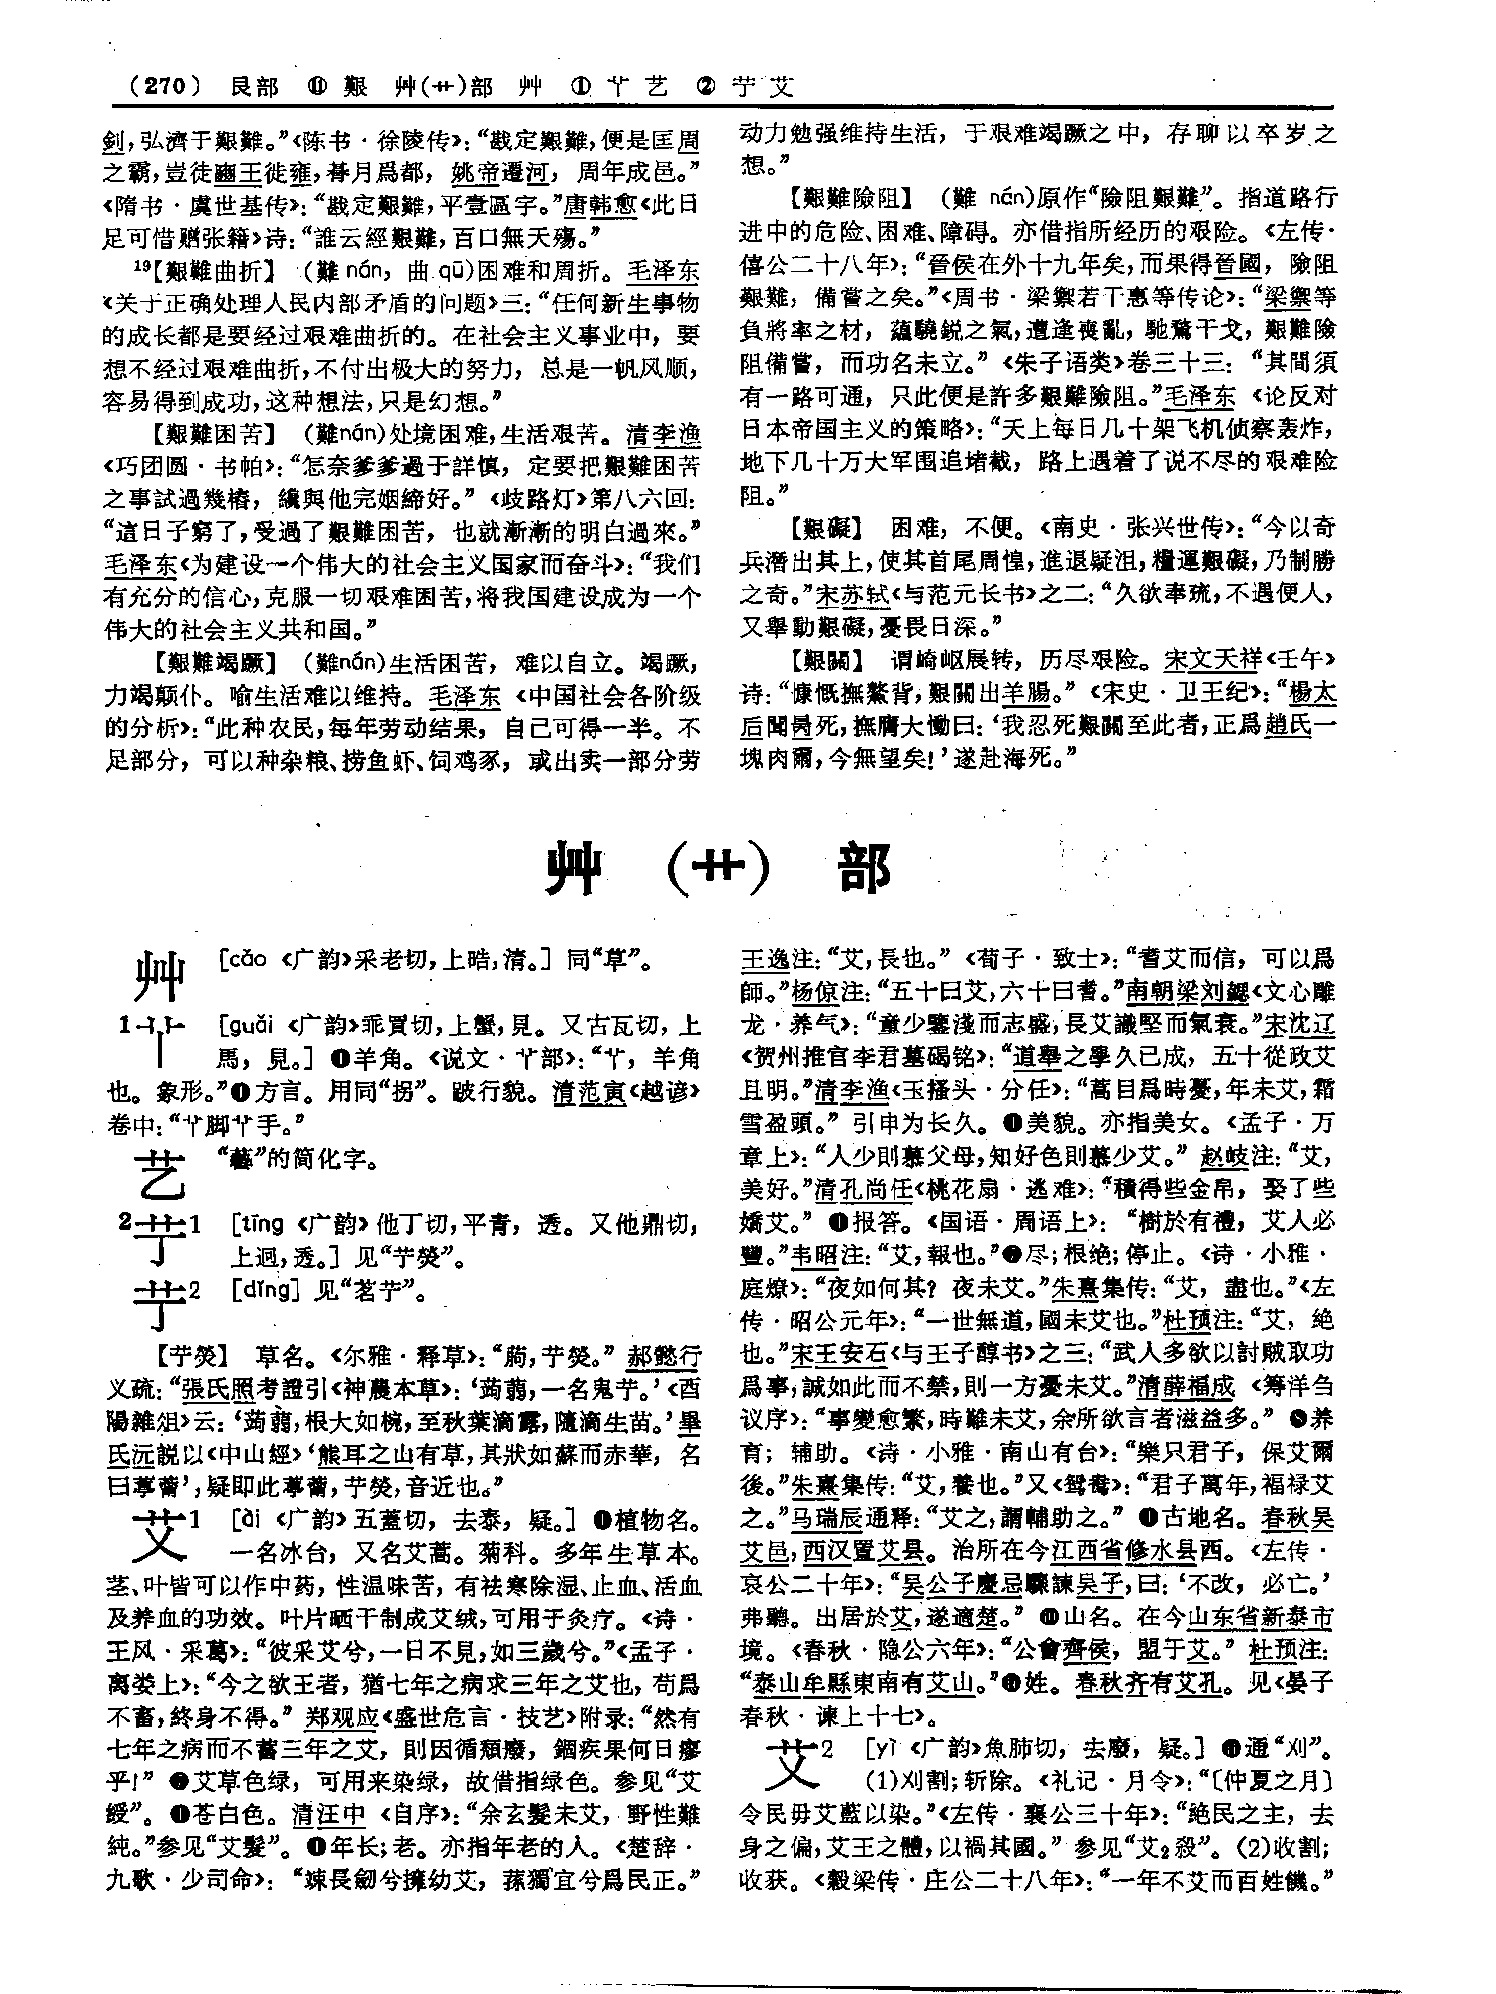 (270) 艮部 ⑪ 艱 艸(艹)部 艸 ① 𦫳 艺 ② 艼 艾
剣,弘濟于艱難。”《陈书·徐陵传》:“戡定艱難,便是匡周
之霸,豈徒豳王徙雍,朞月爲都,姚帝遷河,周年成邑。”
《隋书·虞世基传》:“戡定艱難,平壹區宇。”唐韩愈《此日
足可惜赠张籍》诗:“誰云經艱難,百口無夭殤。”
¹⁹【艱難曲折】 (難 nán,曲 qū)困难和周折。毛泽东
《关于正确处理人民内部矛盾的问题》三:“任何新生事物
的成长都是要经过艰难曲折的。在社会主义事业中,要
想不经过艰难曲折,不付出极大的努力,总是一帆风顺,
容易得到成功,这种想法,只是幻想。”
【艱難困苦】 (難nán)处境困难,生活艰苦。清李渔
《巧团圆·书帕》:“怎奈爹爹過于詳慎,定要把艱難困苦
之事試過幾樁,纔與他完姻締好。”《歧路灯》第八六回:
“這日子窮了,受過了艱難困苦,也就漸漸的明白過來。”
毛泽东《为建设一个伟大的社会主义国家而奋斗》:“我们
有充分的信心,克服一切艰难困苦,将我国建设成为一个
伟大的社会主义共和国。”
【艱難竭蹶】 (難nán)生活困苦,难以自立。竭蹶,
力竭颠仆。喻生活难以维持。毛泽东《中国社会各阶级
的分析》:“此种农民,每年劳动结果,自己可得一半。不
足部分,可以种杂粮、捞鱼虾、饲鸡豕,或出卖一部分劳
动力勉强维持生活,于艰难竭蹶之中,存聊以卒岁之
想。”
【艱難險阻】 (難 nán)原作“險阻艱難”。指道路行
进中的危险、困难、障碍。亦借指所经历的艰险。《左传·
僖公二十八年》:“晉侯在外十九年矣,而果得晉國,險阻
艱難,備嘗之矣。”《周书·梁禦若干惠等传论》:“梁禦等
負將率之材,蘊驍鋭之氣,遭逢喪亂,馳騖干戈,艱難險
阻備嘗,而功名未立。”《朱子语类》卷三十三:“其間須
有一路可通,只此便是許多艱難險阻。”毛泽东《论反对
日本帝国主义的策略》:“天上每日几十架飞机侦察轰炸,
地下几十万大军围追堵截,路上遇着了说不尽的艰难险
阻。”
【艱礙】 困难,不便。《南史·张兴世传》:“今以奇
兵潛出其上,使其首尾周惶,進退疑沮,糧運艱礙,乃制勝
之奇。”宋苏轼《与范元长书》之二:“久欲奉疏,不遇便人,
又舉動艱礙,憂畏日深。”
【艱關】 谓崎岖展转,历尽艰险。宋文天祥《壬午》
诗:“慷慨撫鰲背,艱關出羊腸。”《宋史·卫王纪》:“楊太
后聞昺死,撫膺大慟曰:‘我忍死艱關至此者,正爲趙氏一
塊肉爾,今無望矣!’遂赴海死。”
艸 (艹) 部
艸 [cǎo 《广韵》采老切,上晧,清。] 同“草”。
1𦫳 [guǎi 《广韵》乖買切,上蟹,見。又古瓦切,上
馬,見。] ❶羊角。《说文·𦫳部》:“𦫳,羊角
也。象形。”❷方言。用同“拐”。跛行貌。清范寅《越谚》
卷中:“𦫳脚𦫳手。”
艺 “藝”的简化字。
2艼1 [tīng 《广韵》他丁切,平青,透。又他鼎切,
上迥,透。] 见“艼熒”。
艼2 [dǐng] 见“茗艼”。
【艼熒】 草名。《尔雅·释草》:“葋,艼熒。”郝懿行
义疏:“張氏照考證引《神農本草》:‘蒟蒻,一名鬼芋。’《酉
陽雜俎》云:‘蒟蒻,根大如椀,至秋葉滴露,隨滴生苗。’畢
氏沅説以《中山經》‘熊耳之山有草,其狀如蘇而赤華,名
曰葶薴’,疑即此葶薴,艼熒,音近也。”
艾1 [ài 《广韵》五蓋切,去泰,疑。] ❶植物名。
一名冰台,又名艾蒿。菊科。多年生草本。
茎、叶皆可以作中药,性温味苦,有祛寒除湿、止血、活血
及养血的功效。叶片晒干制成艾绒,可用于灸疗。《诗·
王风·采葛》:“彼采艾兮,一日不見,如三歲兮。”《孟子·
离娄上》:“今之欲王者,猶七年之病求三年之艾也,苟爲
不畜,終身不得。”郑观应《盛世危言·技艺》附录:“然有
七年之病而不蓄三年之艾,則因循頹廢,錮疾果何日瘳
乎!”❷艾草色绿,可用来染绿,故借指绿色。参见“艾
綬”。❸苍白色。清汪中《自序》:“余玄髮未艾,野性難
純。”参见“艾髮”。❹年长;老。亦指年老的人。《楚辞·
九歌·少司命》:“竦長劒兮擁幼艾,蓀獨宜兮爲民正。”
王逸注:“艾,長也。”《荀子·致士》:“耆艾而信,可以爲
師。”杨倞注:“五十曰艾,六十曰耆。”南朝梁刘勰《文心雕
龙·养气》:“童少鑒淺而志盛,長艾識堅而氣衰。”宋沈辽
《贺州推官李君墓碣铭》:“道舉之學久已成,五十從政艾
且明。”清李渔《玉搔头·分任》:“蒿目爲時憂,年未艾,霜
雪盈頭。”引申为长久。❺美貌。亦指美女。《孟子·万
章上》:“人少則慕父母,知好色則慕少艾。”赵岐注:“艾,
美好。”清孔尚任《桃花扇·逃难》:“積得些金帛,娶了些
嬌艾。”❻报答。《国语·周语上》:“樹於有禮,艾人必
豐。”韦昭注:“艾,報也。”❼尽;根绝;停止。《诗·小雅·
庭燎》:“夜如何其?夜未艾。”朱熹集传:“艾,盡也。”《左
传·昭公元年》:“一世無道,國未艾也。”杜预注:“艾,絶
也。”宋王安石《与王子醇书》之三:“武人多欲以討賊取功
爲事,誠如此而不禁,則一方憂未艾。”清薛福成《筹洋刍
议序》:“事變愈繁,時難未艾,余所欲言者滋益多。”❽养
育;辅助。《诗·小雅·南山有台》:“樂只君子,保艾爾
後。”朱熹集传:“艾,養也。”又《鸳鸯》:“君子萬年,福禄艾
之。”马瑞辰通释:“艾之,謂輔助之。”❾古地名。春秋吴
艾邑,西汉置艾县。治所在今江西省修水县西。《左传·
哀公二十年》:“吴公子慶忌驟諫吴子,曰:‘不改,必亡。’
弗聽。出居於艾,遂適楚。”❿山名。在今山东省新泰市
境。《春秋·隐公六年》:“公會齊侯,盟于艾。”杜预注:
“泰山牟縣東南有艾山。”⓫姓。春秋齐有艾孔。见《晏子
春秋·谏上十七》。
艾2 [yì 《广韵》魚肺切,去廢,疑。] ❶通“刈”。
(1)刈割;斩除。《礼记·月令》:“〔仲夏之月〕
令民毋艾藍以染。”《左传·襄公三十年》:“絶民之主,去
身之偏,艾王之體,以禍其國。”参见“艾₂殺”。(2)收割;
收获。《穀梁传·庄公二十八年》:“一年不艾而百姓饑。”